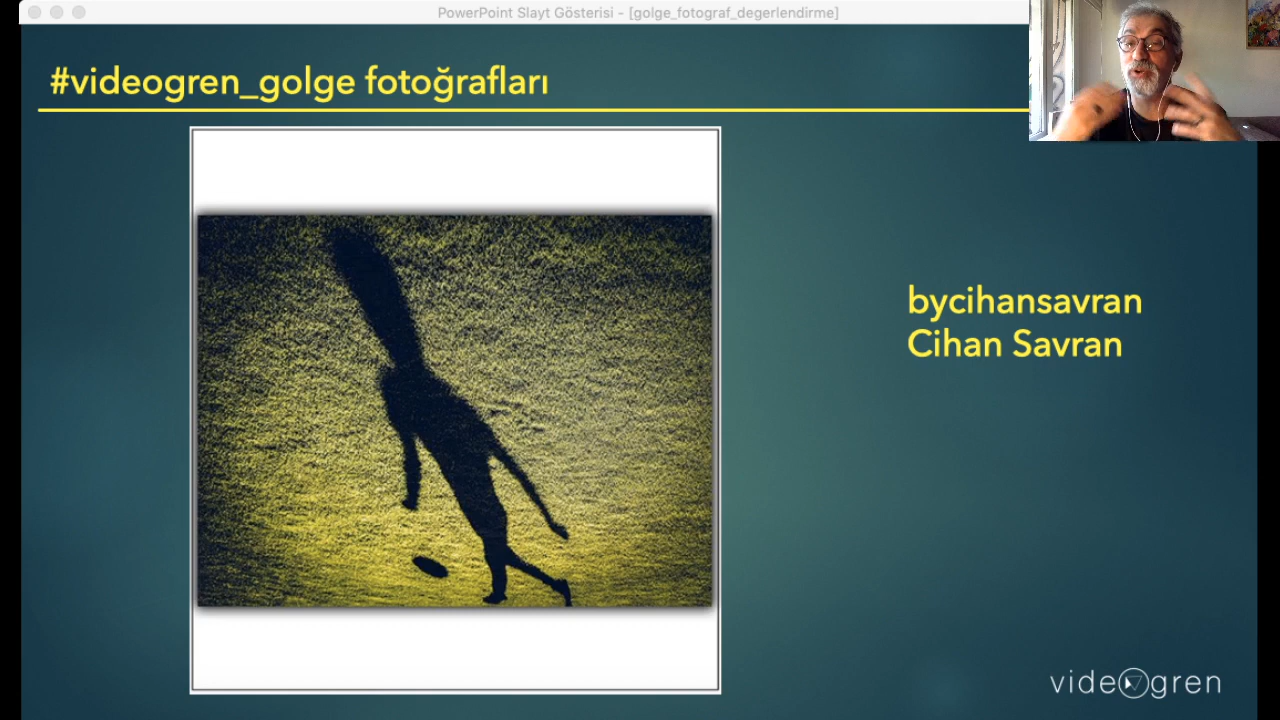 PowerPoint Slayt Gösterisi - [golge_fotograf_degerlendirme]
#videogren_golge fotoğrafları
bycihansavran
Cihan Savran
videogren